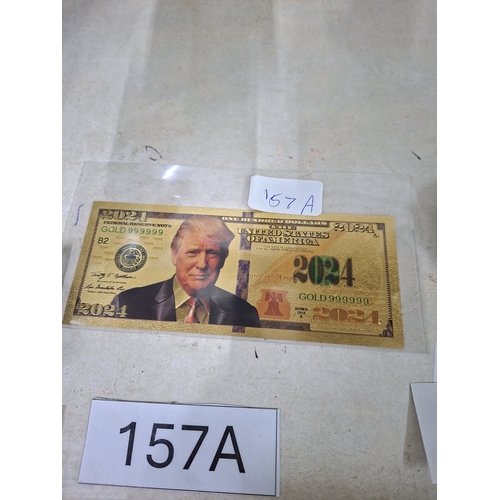 157A
2024
FEDERAL RESERVE NOTE
GOLD 999999
B2
ONE HUNDRED DOLLARS
UNITED STATES
OF AMERICA
2024
2024
GOLD 999999
2024
2024
157A